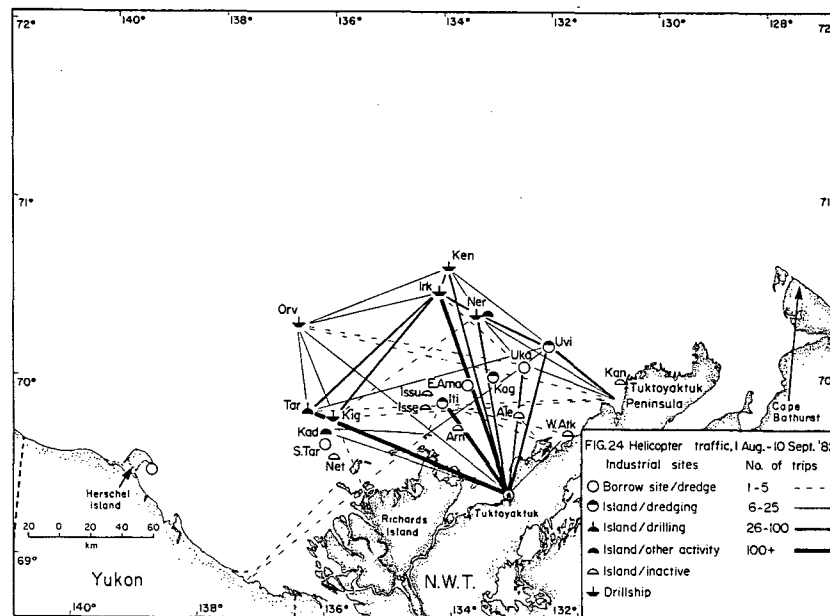 72° 140° 138° 136° 134° 132° 130° 128° 72
71° 71
Ken
Irk
Ner
Orv
Uvi
Uka
70° 70
Kan
Kag
E.Ama
Tuktoyaktuk
Peninsula
Issu
Iti
Isse
Tar
Kig
Ale
Cape
Bathurst
Kad
Arn
W.Atk
S.Tar
Net
Herschel
Island
Tuktoyaktuk
Richards
Island
20 0 20 40 60
km
69°
Yukon
N.W.T.
140° 138° 136° 134° 132°
FIG.24 Helicopter traffic, 1 Aug.-10 Sept.
Industrial sites No. of trips
Borrow site/dredge 1-5
Island/dredging 6-25
Island/drilling 26-100
Island/other activity 100+
Island/inactive
Drillship